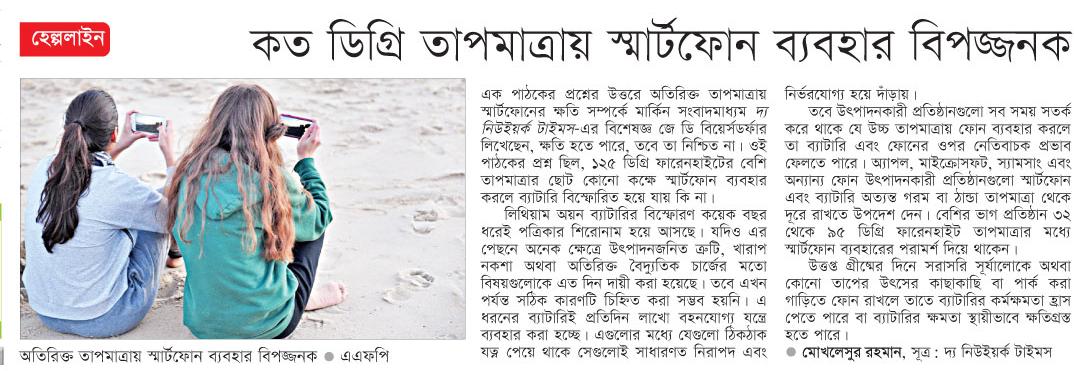 হেল্পলাইন
কত ডিগ্রি তাপমাত্রায় স্মার্টফোন ব্যবহার বিপজ্জনক
অতিরিক্ত তাপমাত্রায় স্মার্টফোন ব্যবহার বিপজ্জনক ● এএফপি
এক পাঠকের প্রশ্নের উত্তরে অতিরিক্ত তাপমাত্রায়
স্মার্টফোনের ক্ষতি সম্পর্কে মার্কিন সংবাদমাধ্যম দ্য
নিউইয়র্ক টাইমস-এর বিশেষজ্ঞ জে ডি বিয়ের্সডর্ফার
লিখেছেন, ক্ষতি হতে পারে, তবে তা নিশ্চিত না। ওই
পাঠকের প্রশ্ন ছিল, ১২৫ ডিগ্রি ফারেনহাইটের বেশি
তাপমাত্রার ছোট কোনো কক্ষে স্মার্টফোন ব্যবহার
করলে ব্যাটারি বিস্ফোরিত হয়ে যায় কি না।
লিথিয়াম অয়ন ব্যাটারির বিস্ফোরণ কয়েক বছর
ধরেই পত্রিকার শিরোনাম হয়ে আসছে। যদিও এর
পেছনে অনেক ক্ষেত্রে উৎপাদনজনিত ত্রুটি, খারাপ
নকশা অথবা অতিরিক্ত বৈদ্যুতিক চার্জের মতো
বিষয়গুলোকে এত দিন দায়ী করা হয়েছে। তবে এখন
পর্যন্ত সঠিক কারণটি চিহ্নিত করা সম্ভব হয়নি। এ
ধরনের ব্যাটারিই প্রতিদিন লাখো বহনযোগ্য যন্ত্রে
ব্যবহার করা হচ্ছে। এগুলোর মধ্যে যেগুলো ঠিকঠাক
যত্ন পেয়ে থাকে সেগুলোই সাধারণত নিরাপদ এবং
নির্ভরযোগ্য হয়ে দাঁড়ায়।
তবে উৎপাদনকারী প্রতিষ্ঠানগুলো সব সময় সতর্ক
করে থাকে যে উচ্চ তাপমাত্রায় ফোন ব্যবহার করলে
তা ব্যাটারি এবং ফোনের ওপর নেতিবাচক প্রভাব
ফেলতে পারে। অ্যাপল, মাইক্রোসফট, স্যামসাং এবং
অন্যান্য ফোন উৎপাদনকারী প্রতিষ্ঠানগুলো স্মার্টফোন
এবং ব্যাটারি অত্যন্ত গরম বা ঠান্ডা তাপমাত্রা থেকে
দূরে রাখতে উপদেশ দেন। বেশির ভাগ প্রতিষ্ঠান ৩২
থেকে ৯৫ ডিগ্রি ফারেনহাইট তাপমাত্রার মধ্যে
স্মার্টফোন ব্যবহারের পরামর্শ দিয়ে থাকেন।
উত্তপ্ত গ্রীষ্মের দিনে সরাসরি সূর্যালোকে অথবা
কোনো তাপের উৎসের কাছাকাছি বা পার্ক করা
গাড়িতে ফোন রাখলে তাতে ব্যাটারির কর্মক্ষমতা হ্রাস
পেতে পারে বা ব্যাটারির ক্ষমতা স্থায়ীভাবে ক্ষতিগ্রস্ত
হতে পারে।
● মোখলেসুর রহমান, সূত্র : দ্য নিউইয়র্ক টাইমস